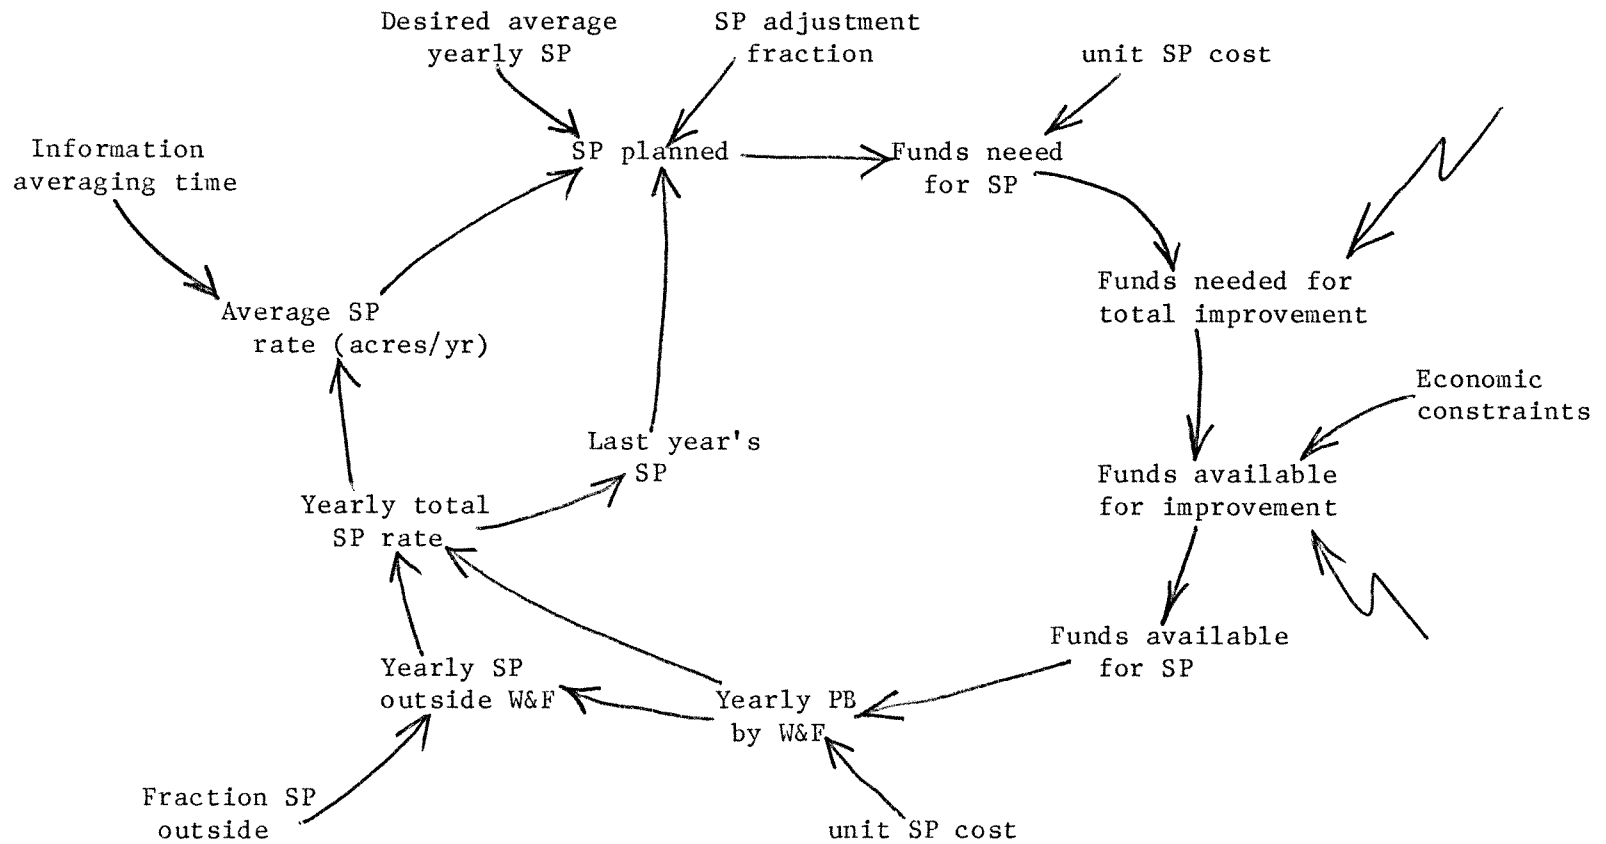 Desired average
yearly SP
SP adjustment
fraction
unit SP cost
Information
averaging time
SP planned
Funds neeed
for SP
Funds needed for
total improvement
Average SP
rate (acres/yr)
Economic
constraints
Last year's
SP
Funds available
for improvement
Yearly total
SP rate
Funds available
for SP
Yearly SP
outside W&F
Yearly PB
by W&F
Fraction SP
outside
unit SP cost